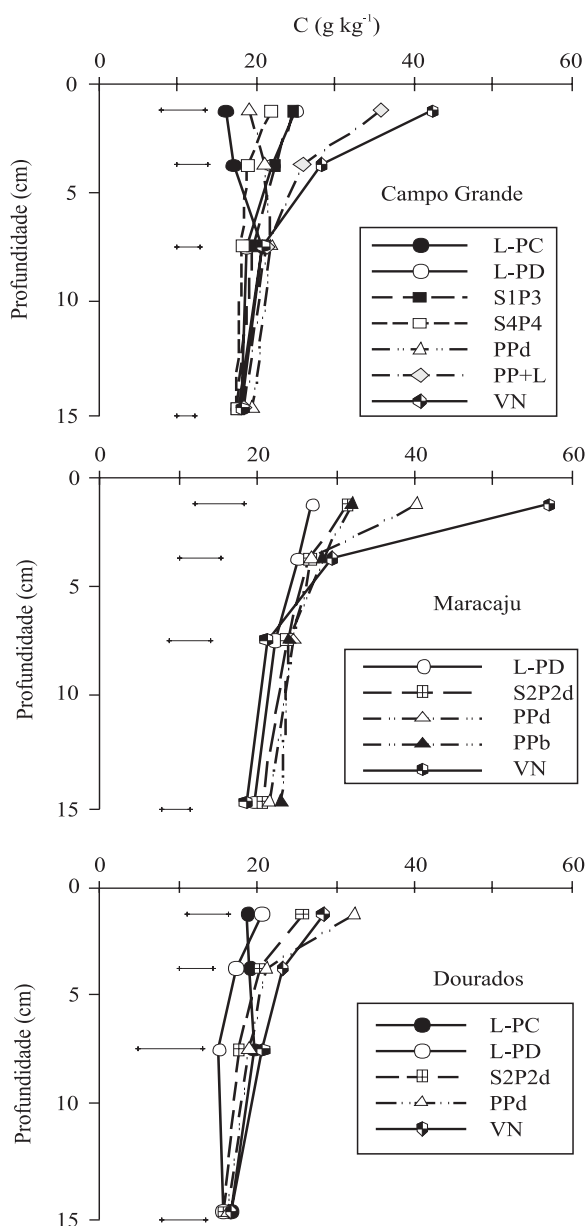 C (g kg⁻¹)
0 20 40 60
0
5
10
15
Profundidade (cm)
Campo Grande
L-PC
L-PD
S1P3
S4P4
PPd
PP+L
VN
0 20 40 60
0
5
10
15
Profundidade (cm)
Maracaju
L-PD
S2P2d
PPd
PPb
VN
0 20 40 60
0
5
10
15
Profundidade (cm)
Dourados
L-PC
L-PD
S2P2d
PPd
VN